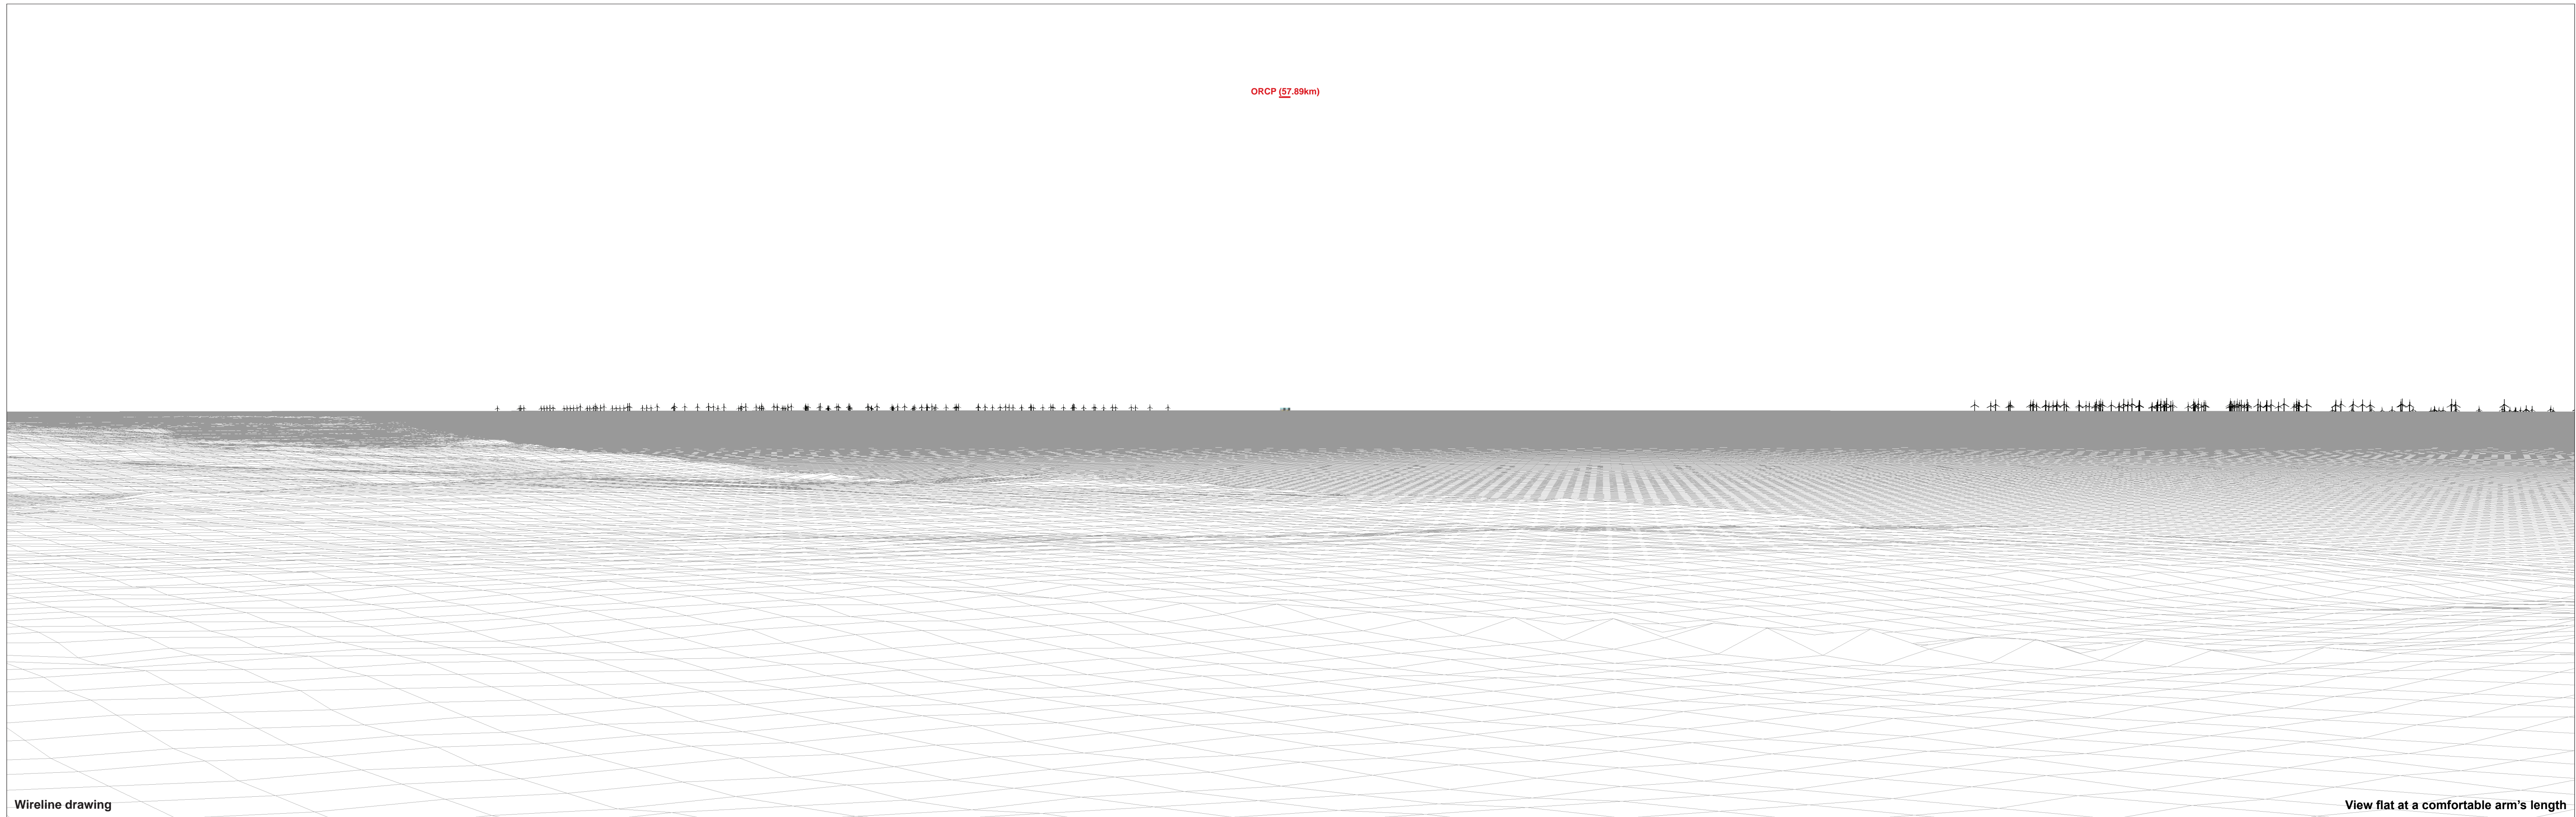 ORCP (57.89km)
Wireline drawing
View flat at a comfortable arm’s length